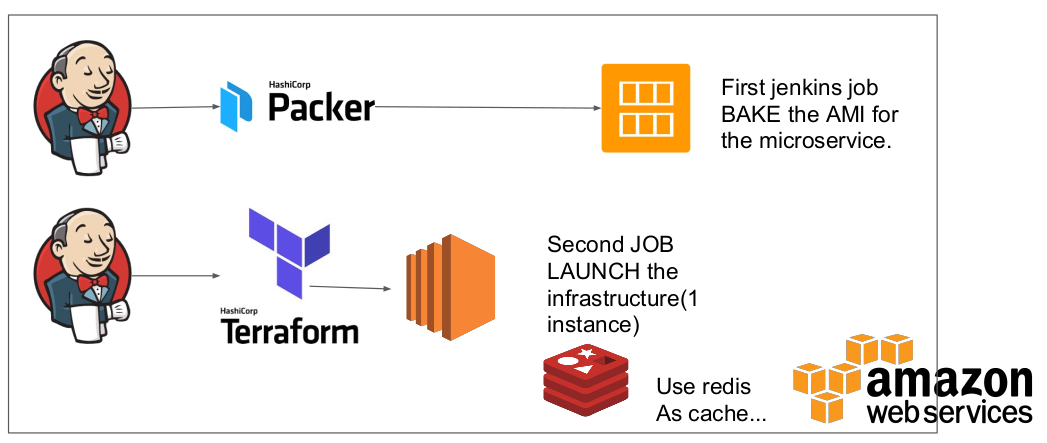 HashiCorp
Packer
First jenkins job
BAKE the AMI for
the microservice.
HashiCorp
Terraform
Second JOB
LAUNCH the
infrastructure(1
instance)
Use redis
As cache...
amazon
web services